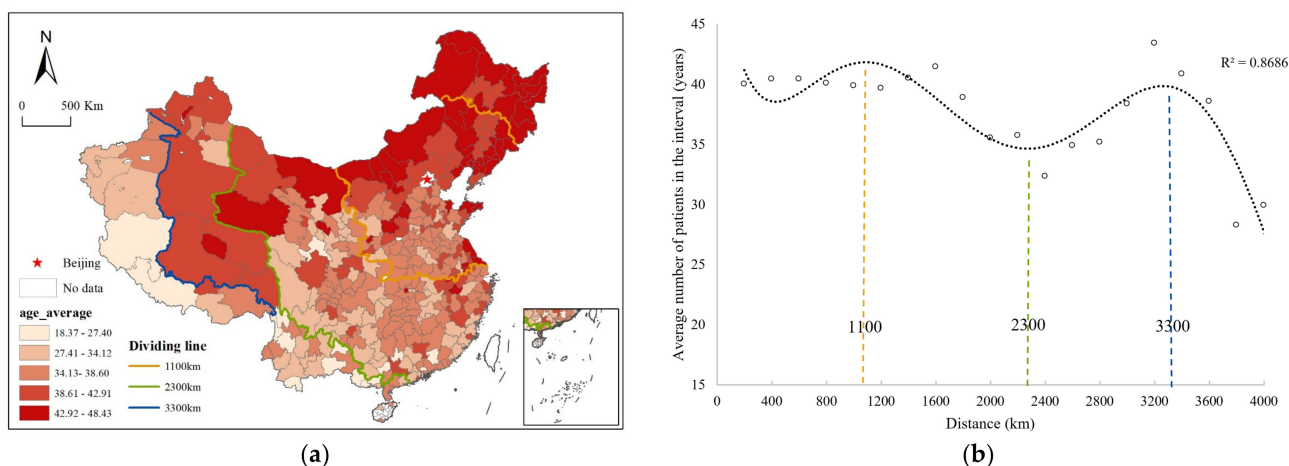 N
0 500 Km
Beijing
No data
age_average
18.37 - 27.40
27.41 - 34.12
34.13- 38.60
38.61 - 42.91
42.92 - 48.43
Dividing line
1100km
2300km
3300km
(a)
Average number of patients in the interval (years)
45
40
35
30
25
20
15
R² = 0.8686
1100
2300
3300
0 400 800 1200 1600 2000 2400 2800 3200 3600 4000
Distance (km)
(b)